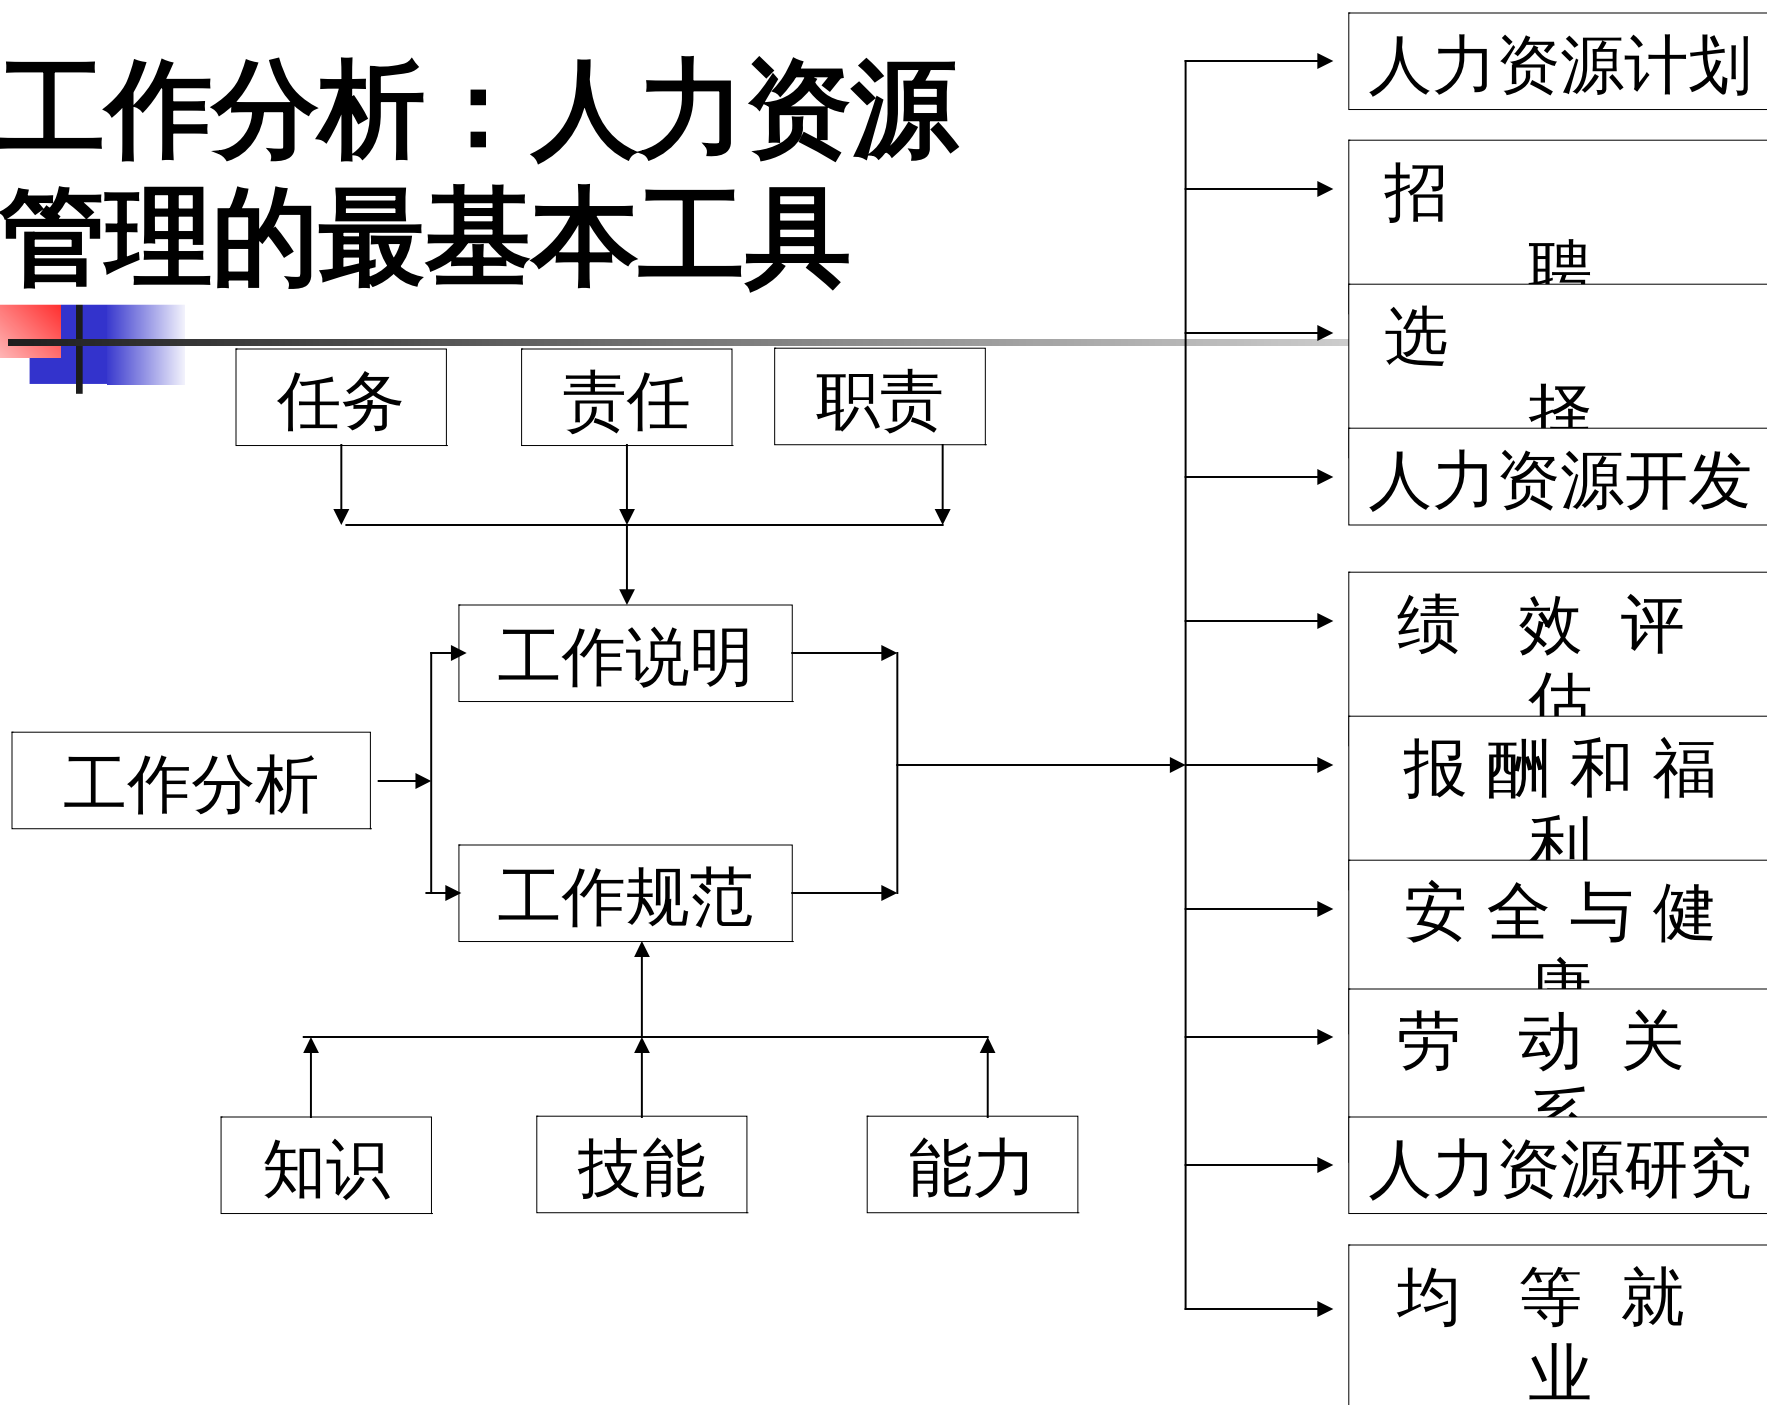 工作分析：人力资源
管理的最基本工具
任务
责任
职责
工作说明
工作分析
工作规范
知识
技能
能力
人力资源计划
招
聘
选
择
人力资源开发
绩 效 评
估
报 酬 和 福
利
安 全 与 健
康
劳 动 关
系
人力资源研究
均 等 就
业